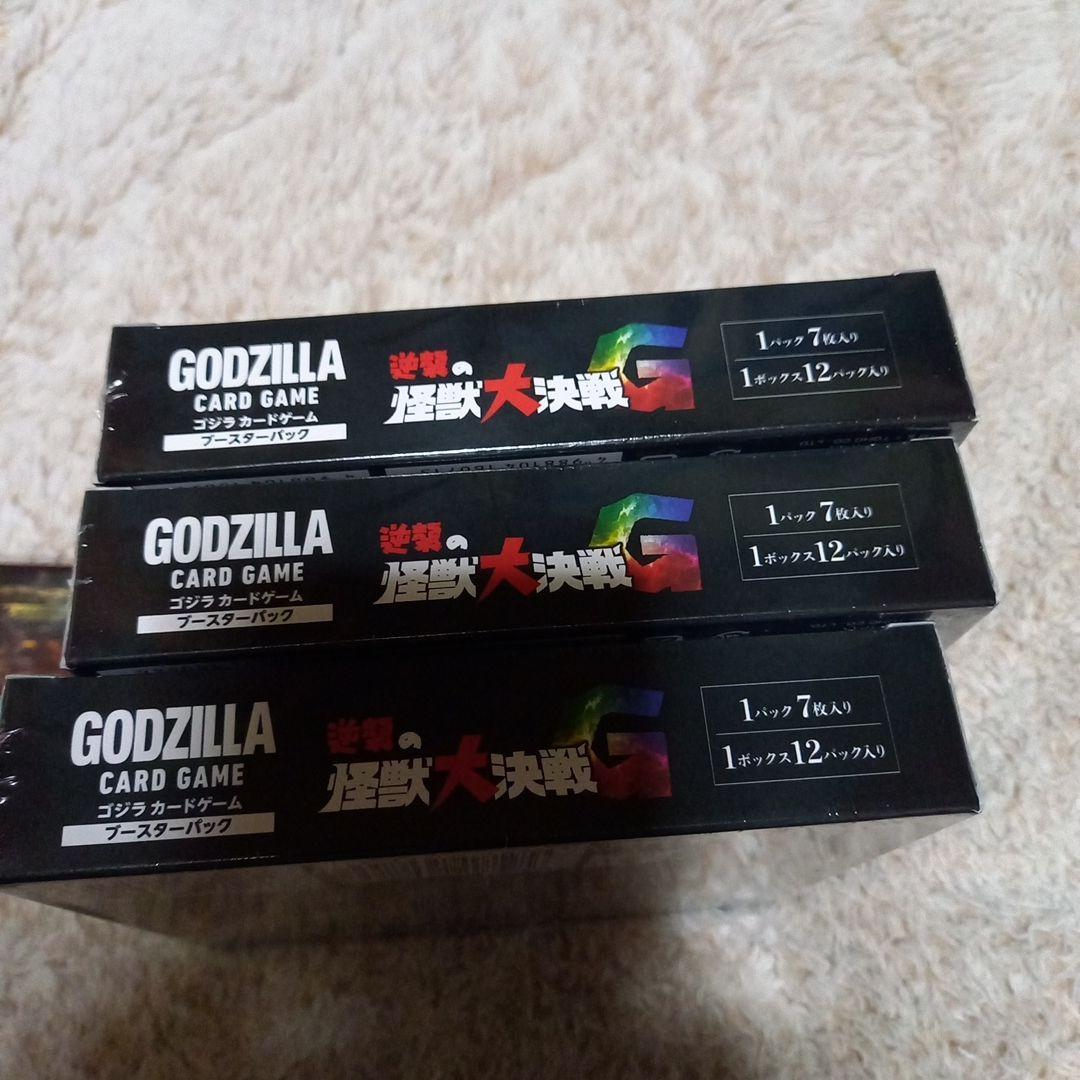 GODZILLA
CARD GAME
ゴジラ カードゲーム
ブースターパック
逆襲の
怪獣大決戦G
1パック 7枚入り
1ボックス12パック入り
GODZILLA
CARD GAME
ゴジラ カードゲーム
ブースターパック
逆襲の
怪獣大決戦G
1パック 7枚入り
1ボックス12パック入り
GODZILLA
CARD GAME
ゴジラ カードゲーム
ブースターパック
逆襲の
怪獣大決戦G
1パック 7枚入り
1ボックス12パック入り